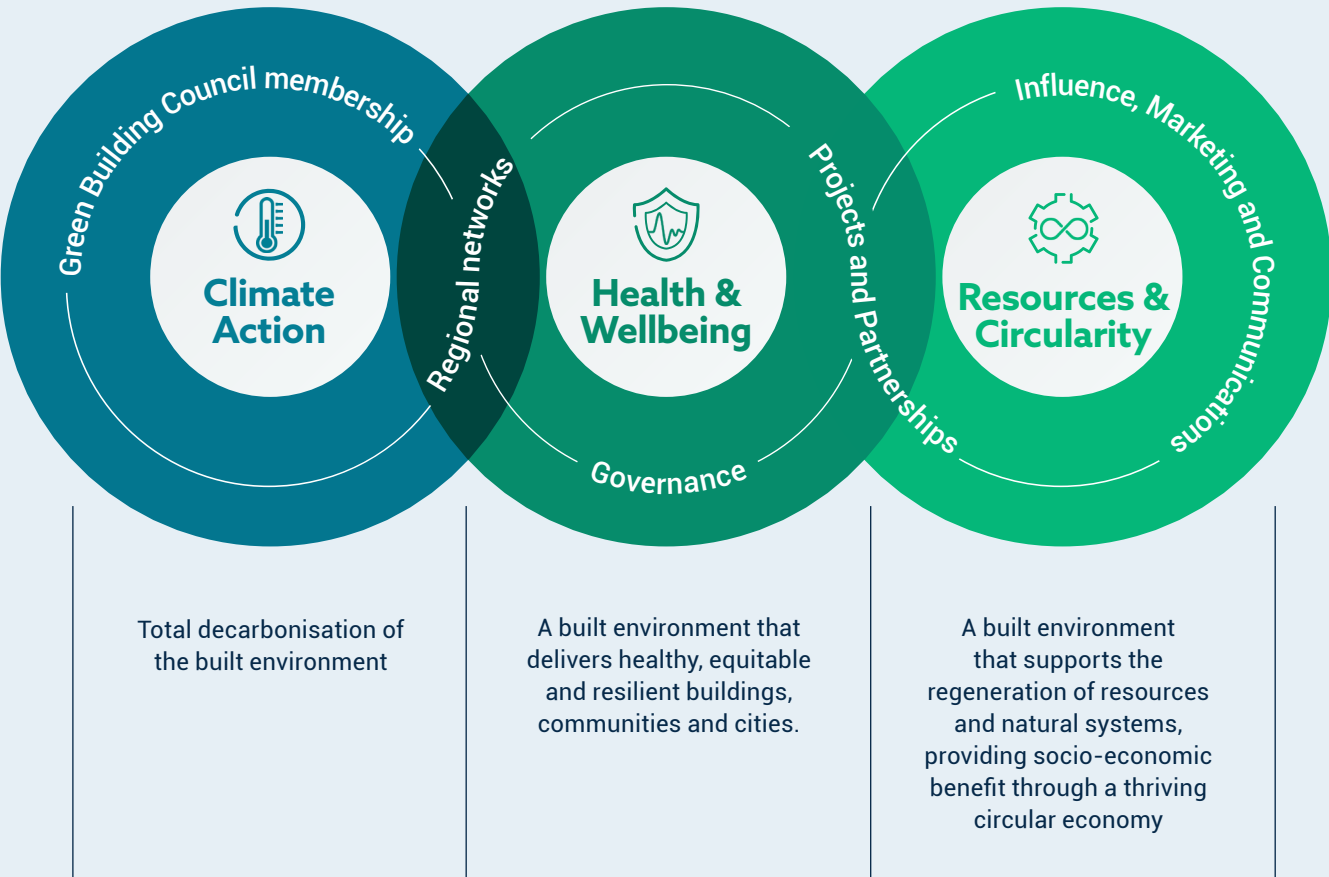 Green Building Council membership
Regional networks
Projects and Partnerships
Influence, Marketing and Communications
Governance
Climate
Action
Health &
Wellbeing
Resources &
Circularity
Total decarbonisation of
the built environment
A built environment that
delivers healthy, equitable
and resilient buildings,
communities and cities.
A built environment
that supports the
regeneration of resources
and natural systems,
providing socio-economic
benefit through a thriving
circular economy